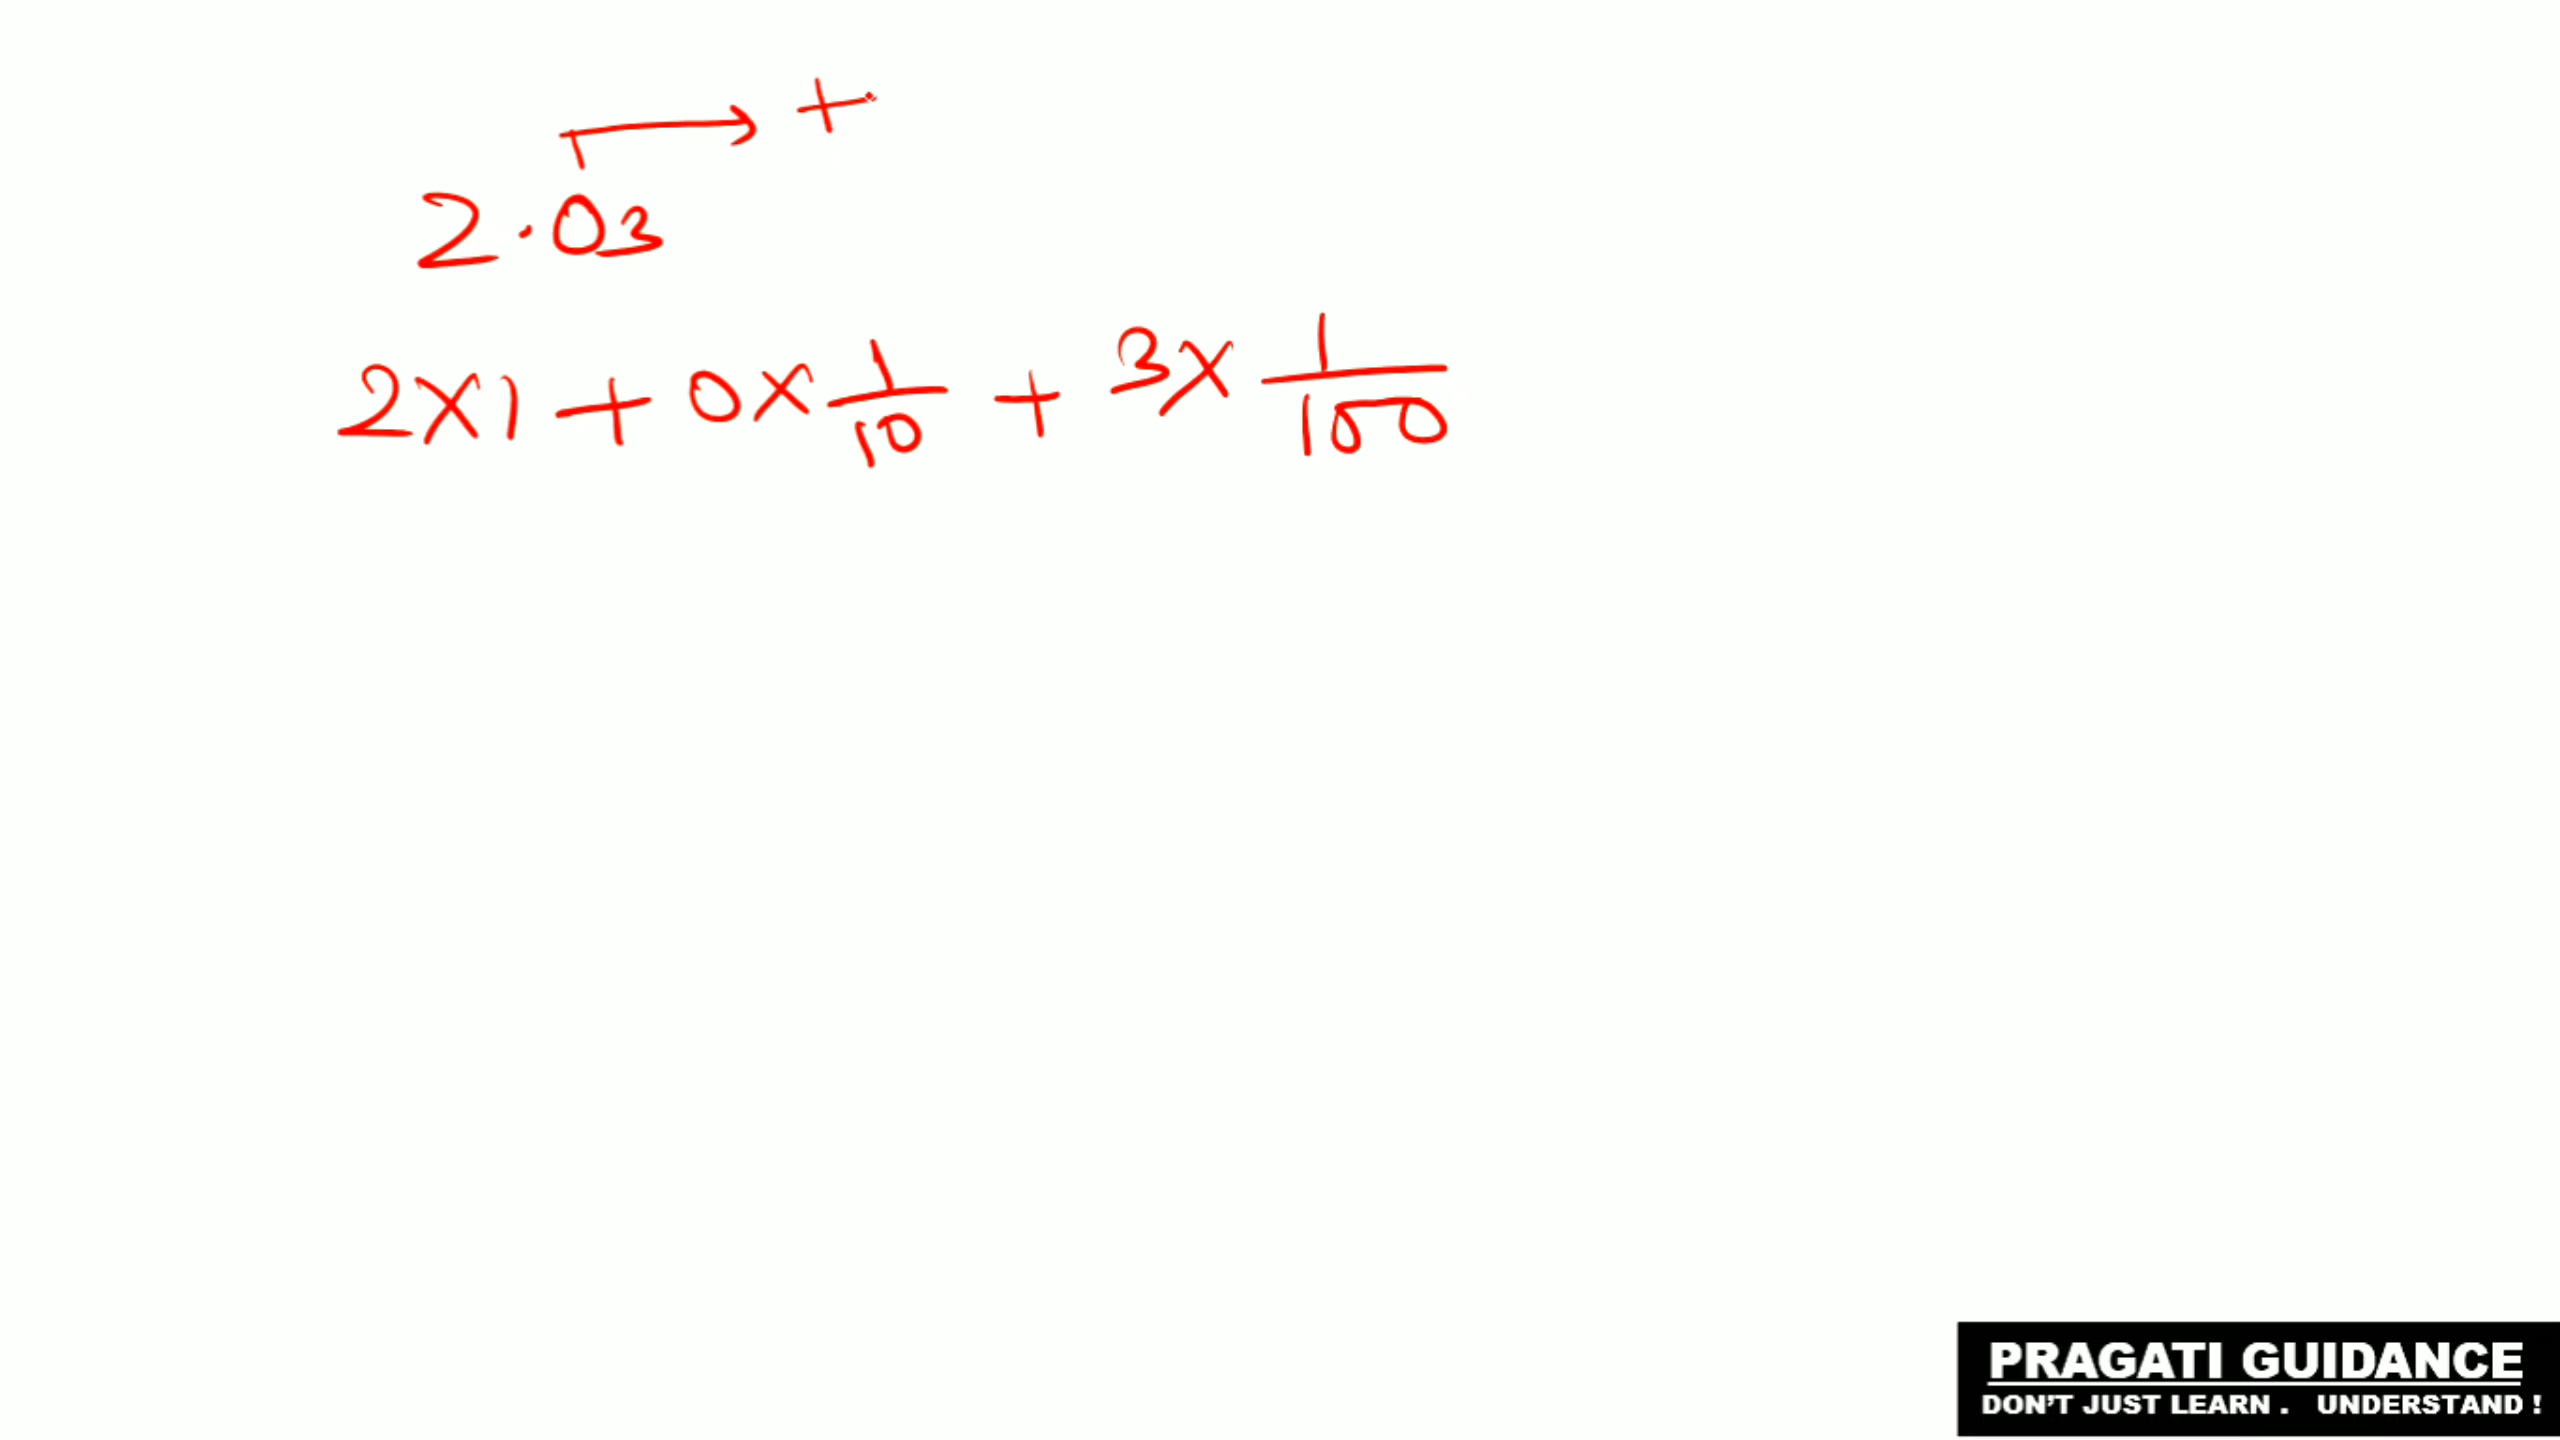 +
2.03
2×1 + 0×1/10 + 3×1/100
PRAGATI GUIDANCE
DON'T JUST LEARN . UNDERSTAND !